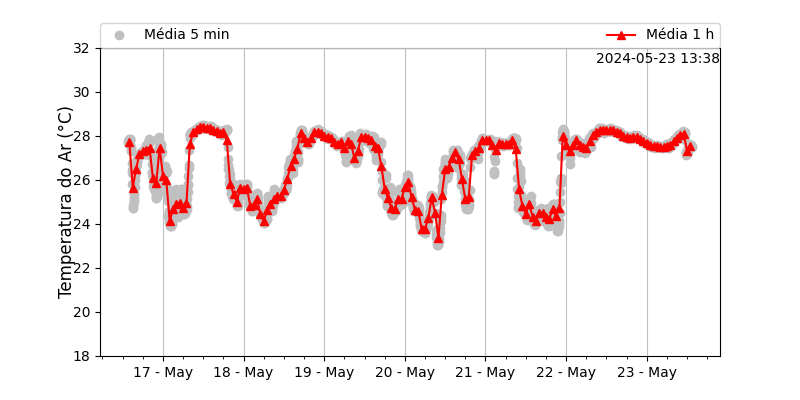 Média 5 min
Média 1 h
2024-05-23 13:38
Temperatura do Ar (°C)
32
30
28
26
24
22
20
18
17 - May
18 - May
19 - May
20 - May
21 - May
22 - May
23 - May